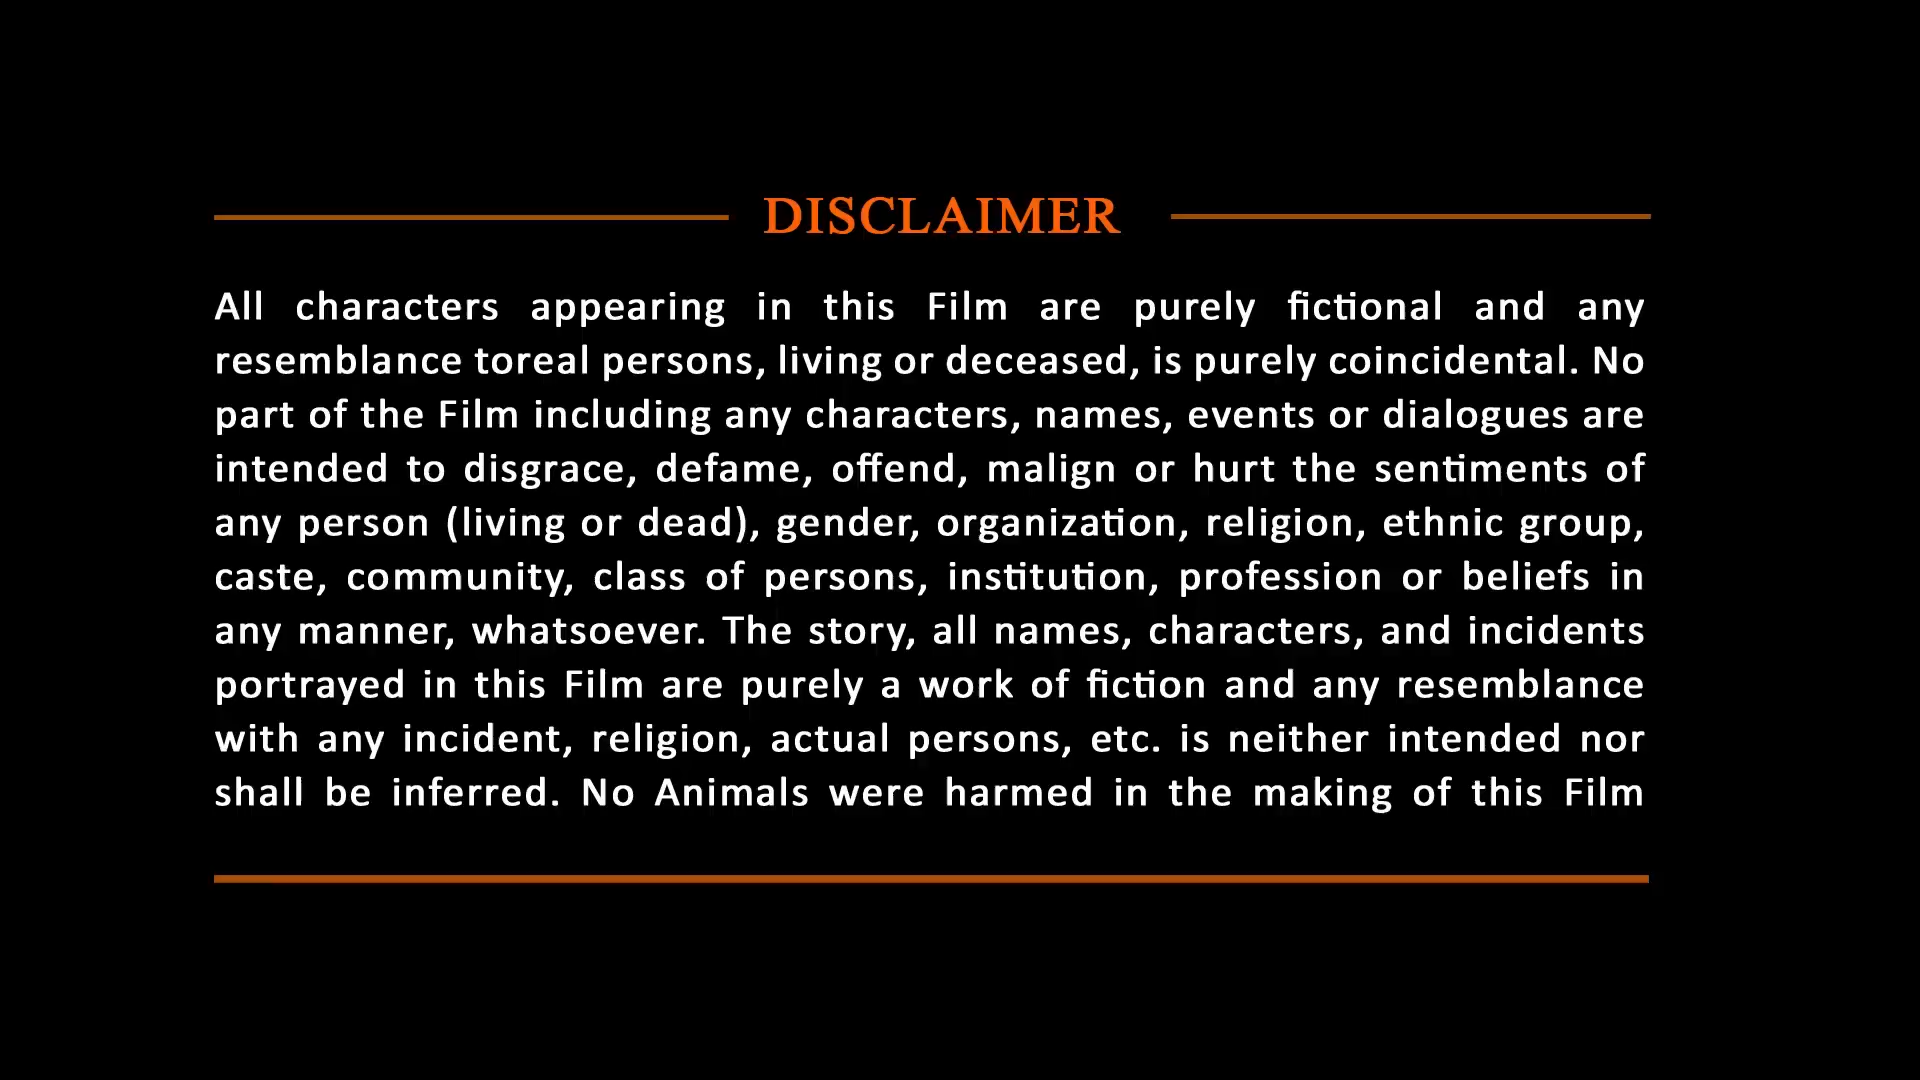 DISCLAIMER
All characters appearing in this Film are purely fictional and any
resemblance toreal persons, living or deceased, is purely coincidental. No
part of the Film including any characters, names, events or dialogues are
intended to disgrace, defame, offend, malign or hurt the sentiments of
any person (living or dead), gender, organization, religion, ethnic group,
caste, community, class of persons, institution, profession or beliefs in
any manner, whatsoever. The story, all names, characters, and incidents
portrayed in this Film are purely a work of fiction and any resemblance
with any incident, religion, actual persons, etc. is neither intended nor
shall be inferred. No Animals were harmed in the making of this Film